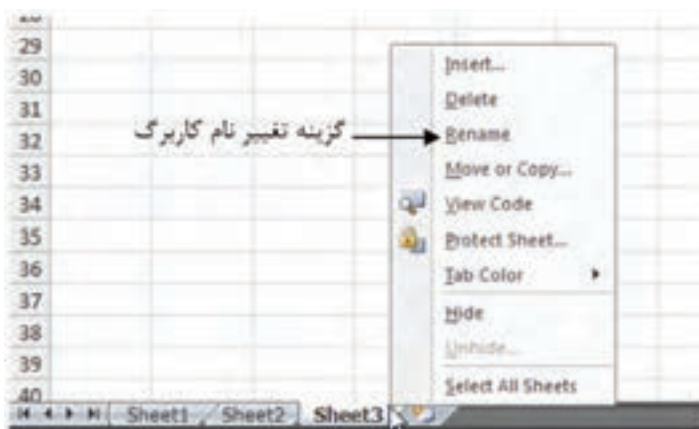 29
30
31
32
33
34
35
36
37
38
39
40
Insert...
Delete
Rename
گزینه تغییر نام کاربرگ
Move or Copy...
View Code
Protect Sheet...
Tab Color
Hide
Unhide...
Select All Sheets
Sheet1 Sheet2 Sheet3